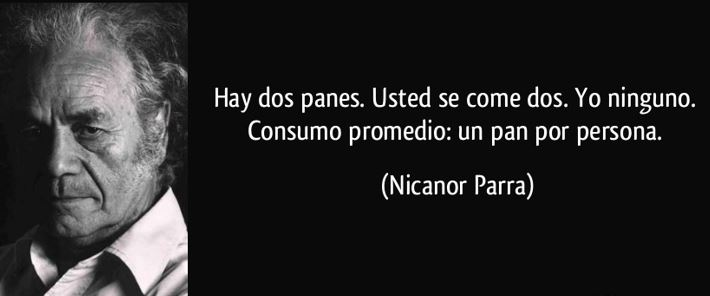 Hay dos panes. Usted se come dos. Yo ninguno.
Consumo promedio: un pan por persona.
(Nicanor Parra)